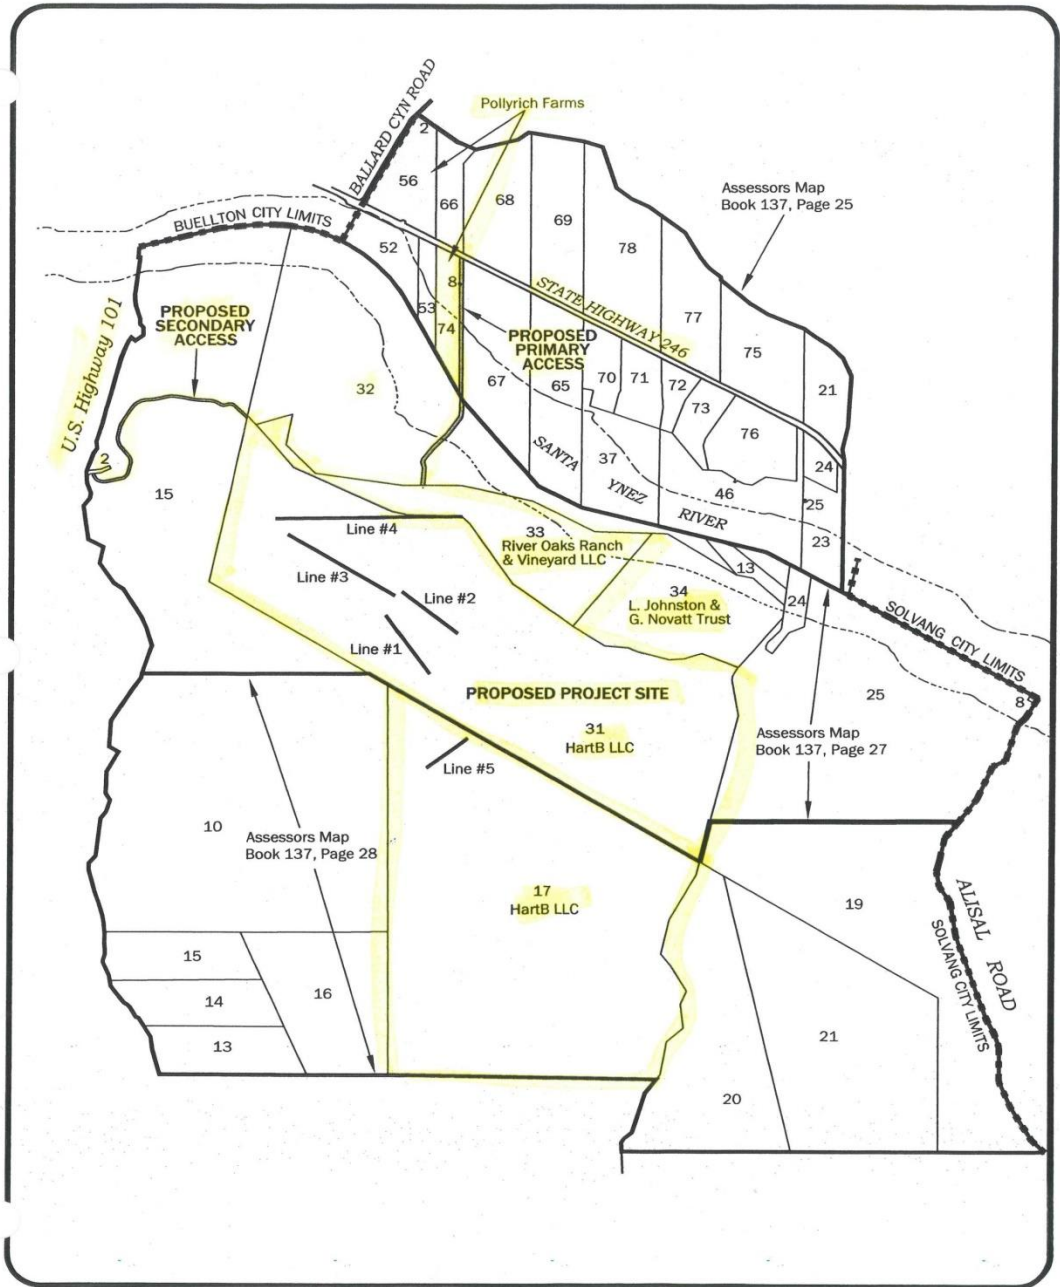 Pollyrich Farms
BALLARD CYN ROAD
2
56
66
68
69
78
Assessors Map
Book 137, Page 25
BUELLTON CITY LIMITS
52
53
8
74
STATE HIGHWAY 246
77
75
21
U.S. Highway 101
PROPOSED
SECONDARY
ACCESS
PROPOSED
PRIMARY
ACCESS
32
67
65
70
71
72
73
76
24
2
15
SANTA
YNEZ
RIVER
37
46
25
23
Line #4
33
River Oaks Ranch
& Vineyard LLC
13
Line #3
Line #2
34
L. Johnston &
G. Novatt Trust
24
SOLVANG CITY LIMITS
Line #1
PROPOSED PROJECT SITE
25
8
31
HartB LLC
Assessors Map
Book 137, Page 27
Line #5
10
Assessors Map
Book 137, Page 28
17
HartB LLC
19
ALISAL ROAD
SOLVANG CITY LIMITS
15
14
16
13
21
20